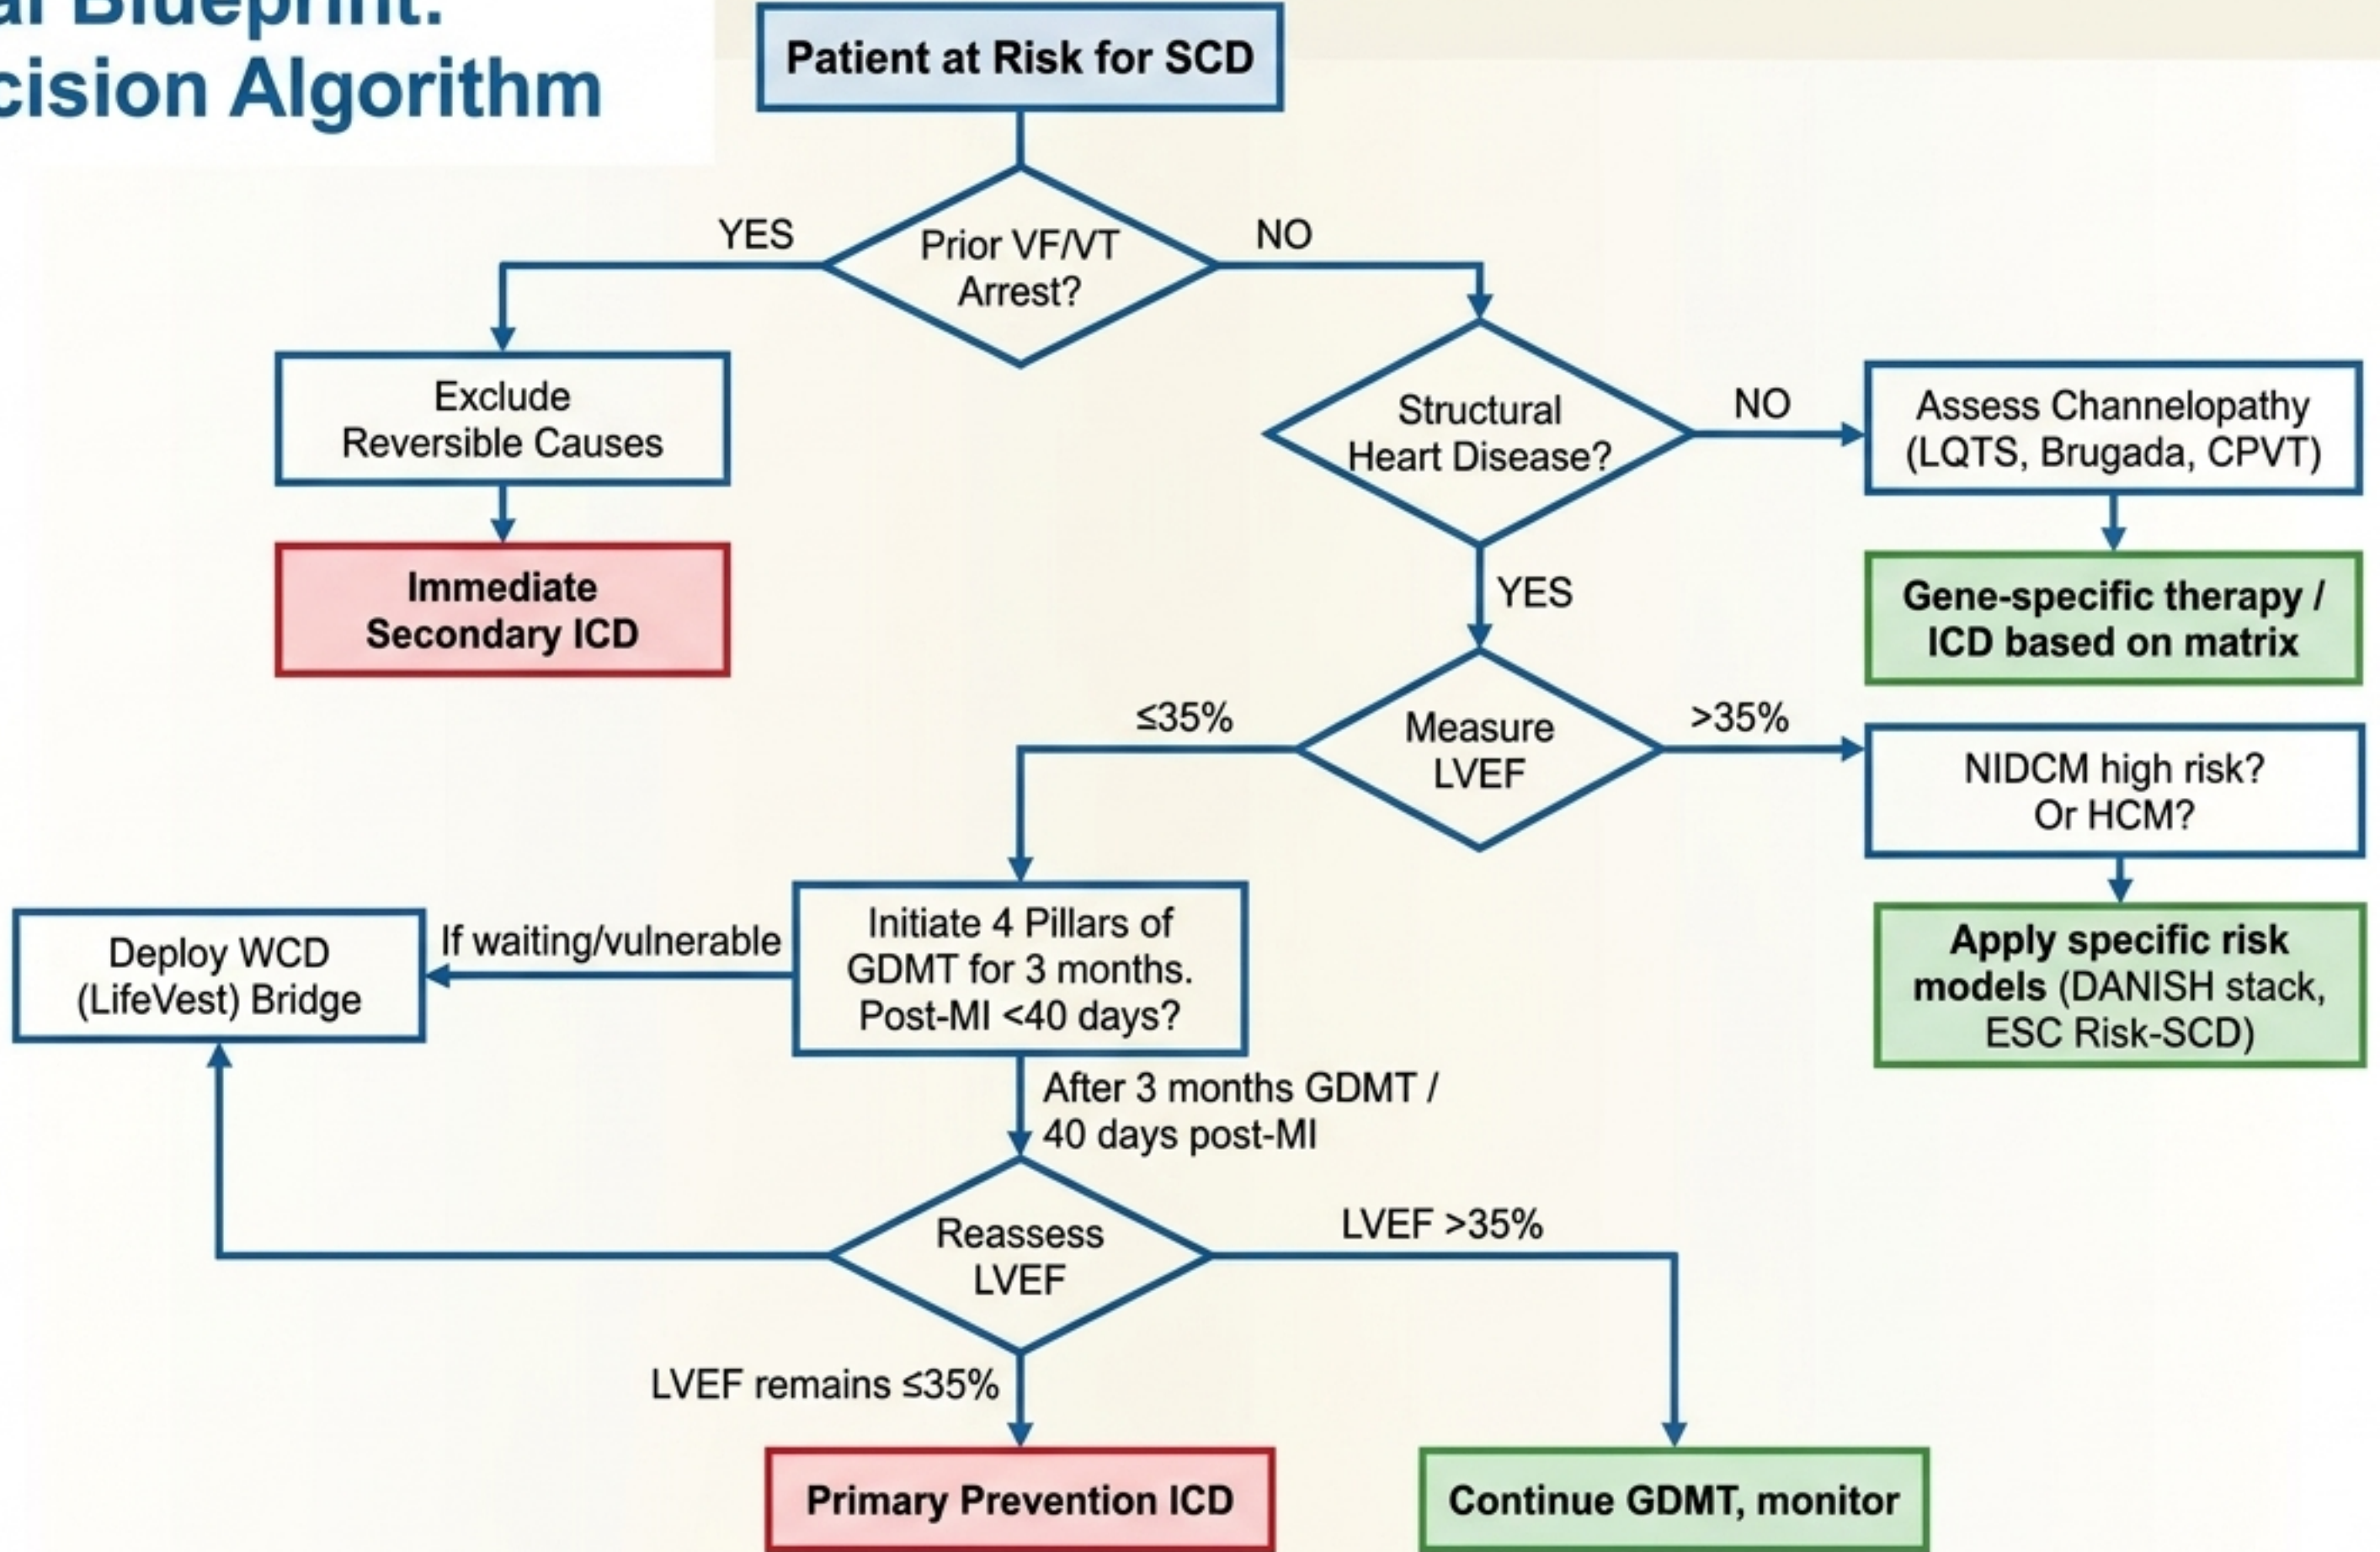 al Blueprint:
cision Algorithm
Patient at Risk for SCD
YES
Prior VF/VT
Arrest?
NO
Exclude
Reversible Causes
Immediate
Secondary ICD
Structural
Heart Disease?
NO
Assess Channelopathy
(LQTS, Brugada, CPVT)
Gene-specific therapy /
ICD based on matrix
YES
≤35%
Measure
LVEF
>35%
NIDCM high risk?
Or HCM?
Apply specific risk
models (DANISH stack,
ESC Risk-SCD)
Initiate 4 Pillars of
GDMT for 3 months.
Post-MI <40 days?
If waiting/vulnerable
Deploy WCD
(LifeVest) Bridge
After 3 months GDMT /
40 days post-MI
Reassess
LVEF
LVEF >35%
LVEF remains ≤35%
Primary Prevention ICD
Continue GDMT, monitor